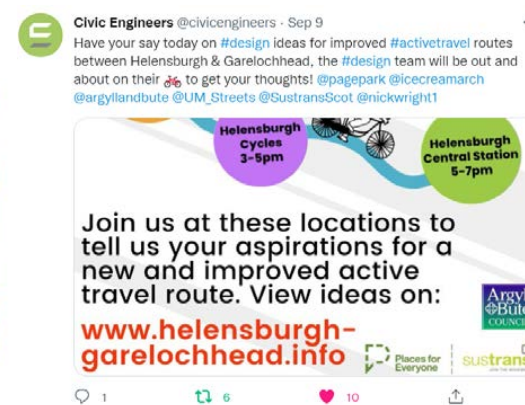 Civic Engineers @civicengineers · Sep 9
Have your say today on #design ideas for improved #activetravel routes
between Helensburgh & Garelochhead, the #design team will be out and
about on their 🚲 to get your thoughts! @pagepark @icecreamarch
@argyllandbute @UM_Streets @SustransScot @nickwright1
Helensburgh
Cycles
3-5pm
Helensburgh
Central Station
5-7pm
Join us at these locations to
tell us your aspirations for a
new and improved active
travel route. View ideas on:
www.helensburgh-
garelochhead.info
Places for
Everyone
sustrans
1
6
10